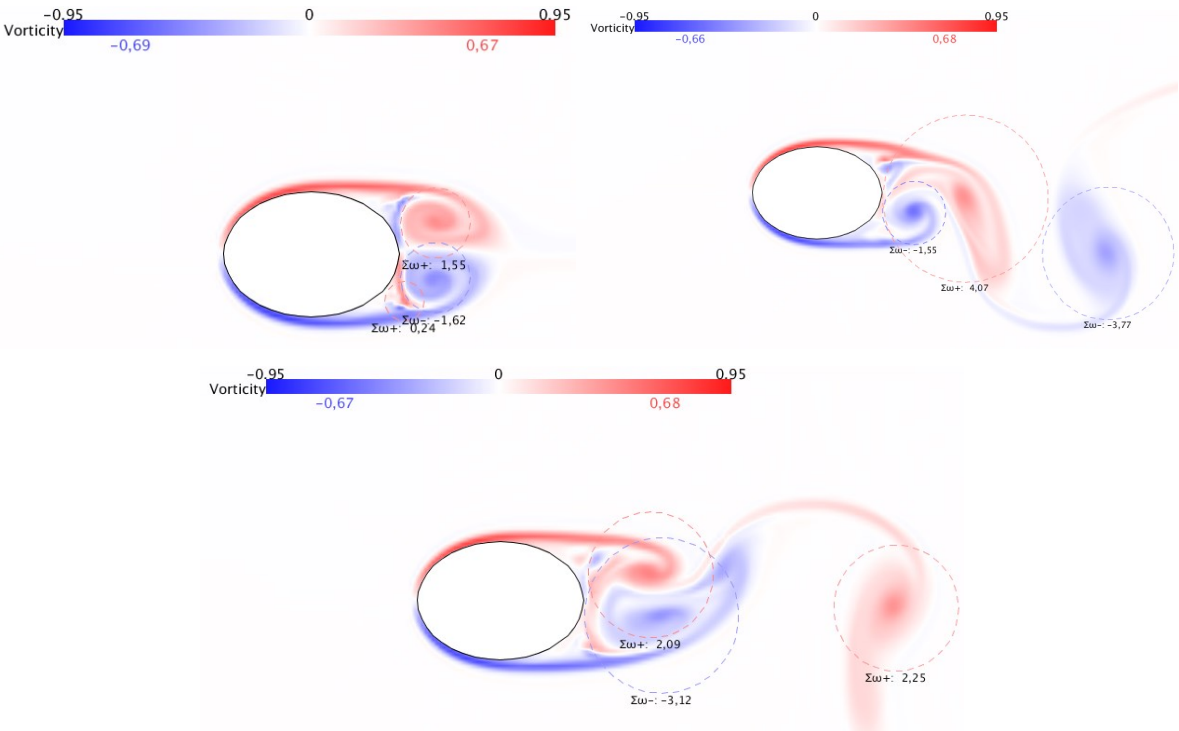 -0.95 0 0.95
Vorticity
-0,69 0,67
Σω+: 1,55
Σω-: -1,62
Σω+: 0,24
-0.95 0 0.95
Vorticity
-0,66 0,68
Σω-: -1,55
Σω+: 4,07
Σω-: -3,77
-0.95 0 0.95
Vorticity
-0,67 0,68
Σω+: 2,09
Σω+: 2,25
Σω-: -3,12